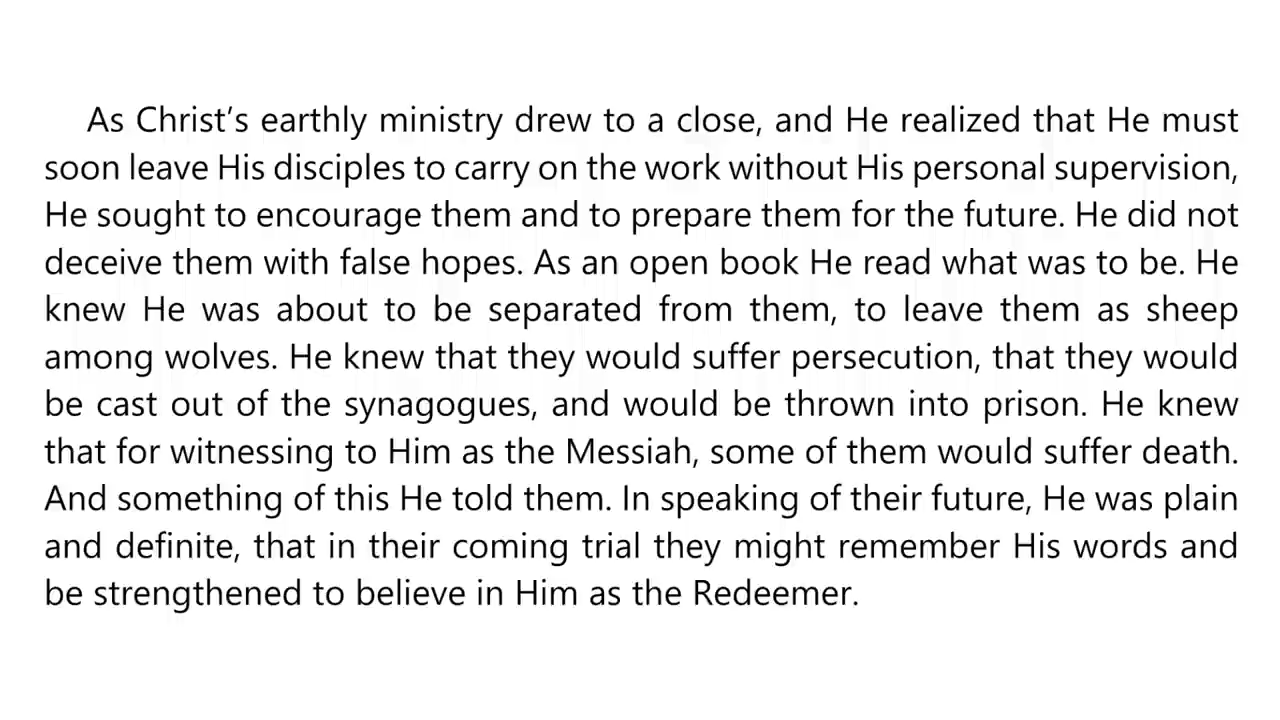 As Christ’s earthly ministry drew to a close, and He realized that He must
soon leave His disciples to carry on the work without His personal supervision,
He sought to encourage them and to prepare them for the future. He did not
deceive them with false hopes. As an open book He read what was to be. He
knew He was about to be separated from them, to leave them as sheep
among wolves. He knew that they would suffer persecution, that they would
be cast out of the synagogues, and would be thrown into prison. He knew
that for witnessing to Him as the Messiah, some of them would suffer death.
And something of this He told them. In speaking of their future, He was plain
and definite, that in their coming trial they might remember His words and
be strengthened to believe in Him as the Redeemer.